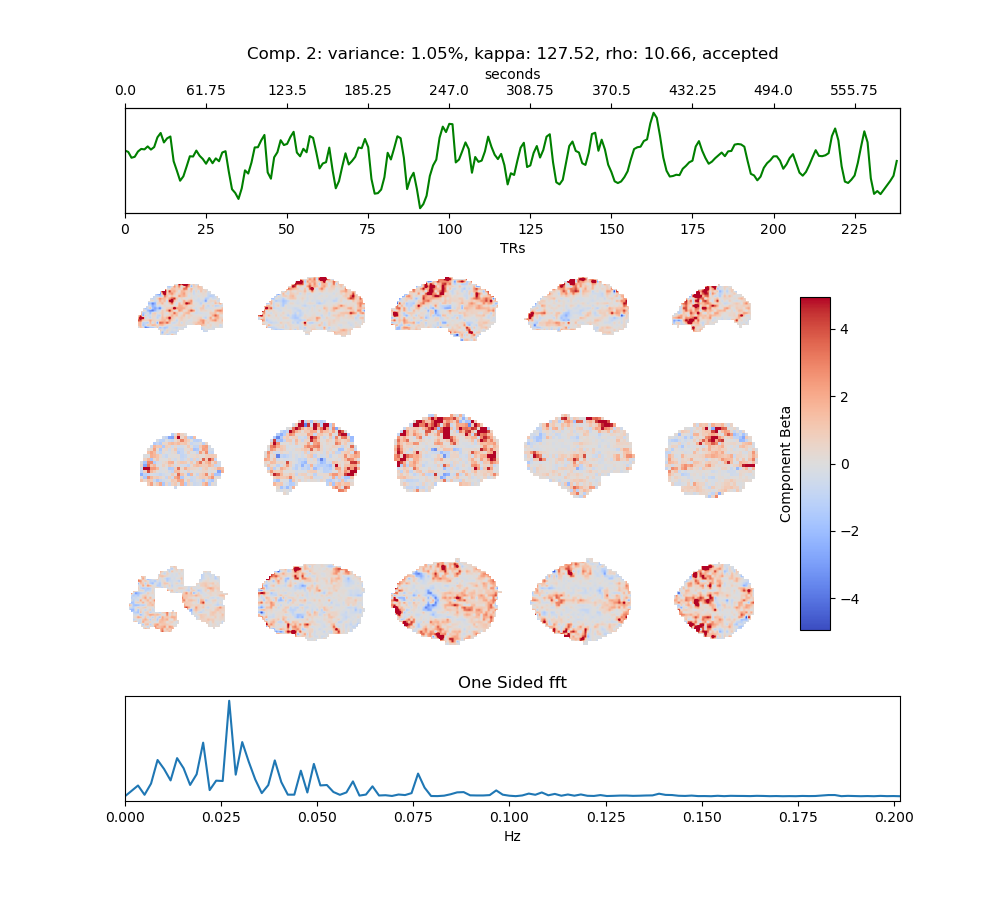 Comp. 2: variance: 1.05%, kappa: 127.52, rho: 10.66, accepted
seconds
0.0 61.75 123.5 185.25 247.0 308.75 370.5 432.25 494.0 555.75
0 25 50 75 100 125 150 175 200 225
TRs
4
2
0
−2
−4
Component Beta
One Sided fft
0.000 0.025 0.050 0.075 0.100 0.125 0.150 0.175 0.200
Hz